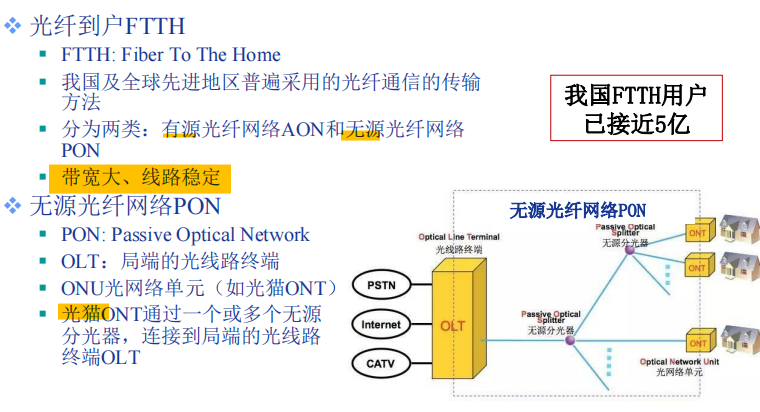 光纤到户FTTH
FTTH: Fiber To The Home
我国及全球先进地区普遍采用的光纤通信的传输
方法
分为两类：有源光纤网络AON和无源光纤网络
PON
带宽大、线路稳定
我国FTTH用户
已接近5亿
无源光纤网络PON
PON: Passive Optical Network
OLT：局端的光线路终端
ONU光网络单元（如光猫ONT）
光猫ONT通过一个或多个无源
分光器，连接到局端的光线路
终端OLT
无源光纤网络PON
Optical Line Terminal
光线路终端
PSTN
Internet
CATV
OLT
Passive Optical
Splitter
无源分光器
Passive Optical
Splitter
无源分光器
ONT
ONT
ONT
Optical Network Unit
光网络单元